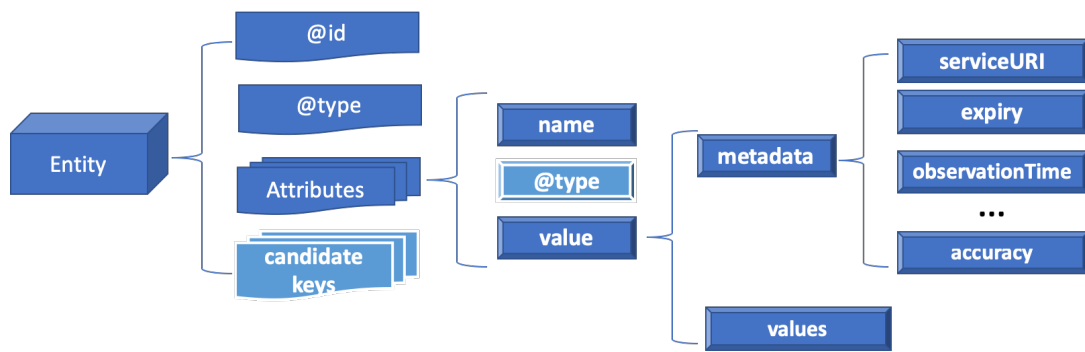 Entity
@id
@type
Attributes
candidate
keys
name
@type
value
metadata
values
serviceURI
expiry
observationTime
...
accuracy